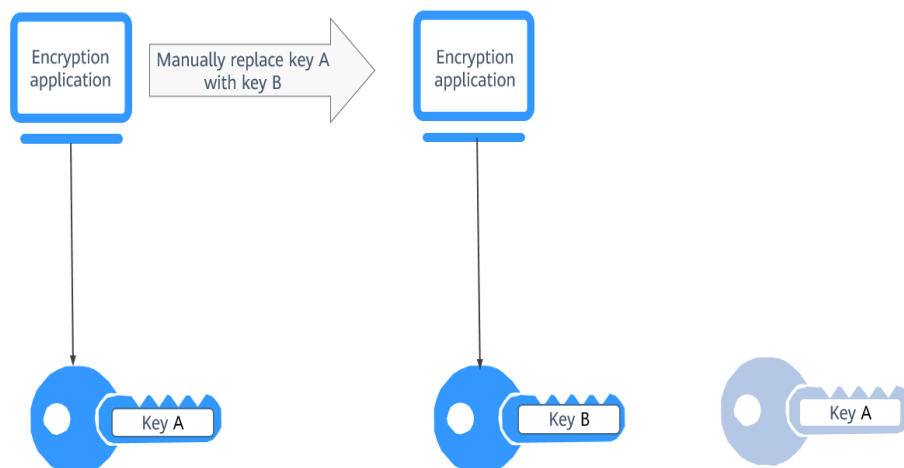 Encryption
application
Manually replace key A
with key B
Encryption
application
Key A
Key B
Key A